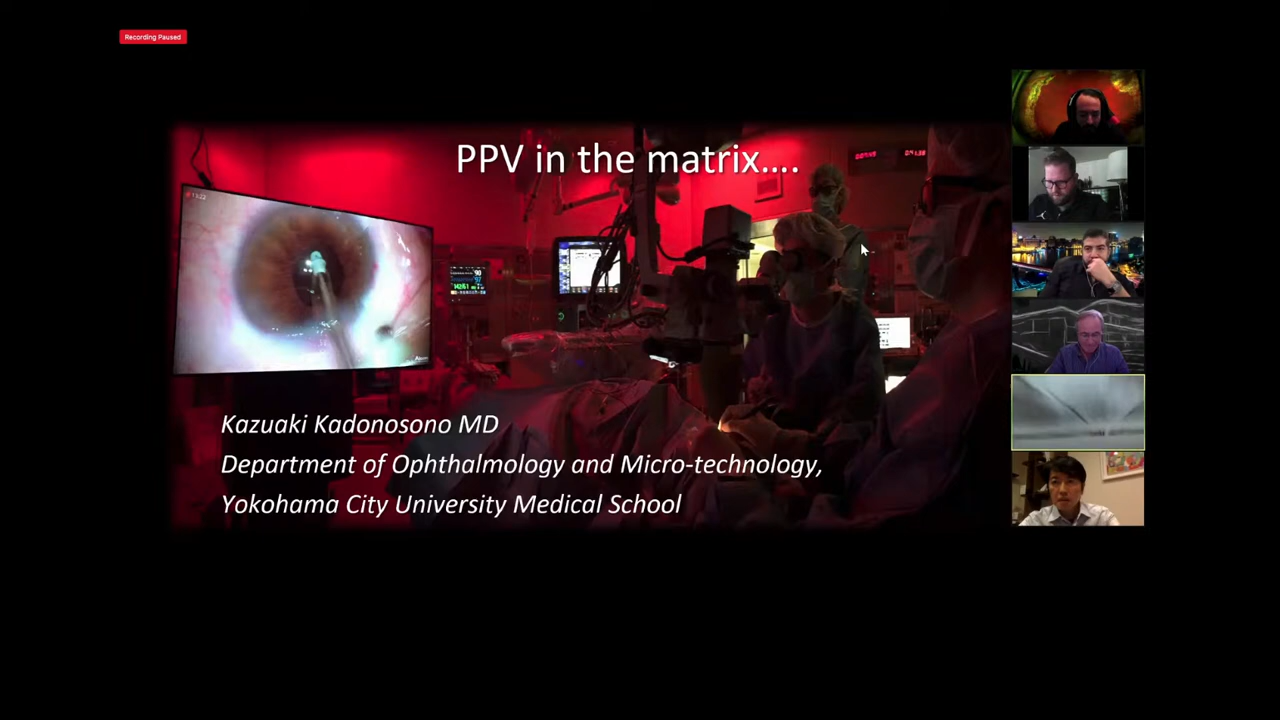 Recording Paused
PPV in the matrix....
Kazuaki Kadonosono MD
Department of Ophthalmology and Micro-technology,
Yokohama City University Medical School